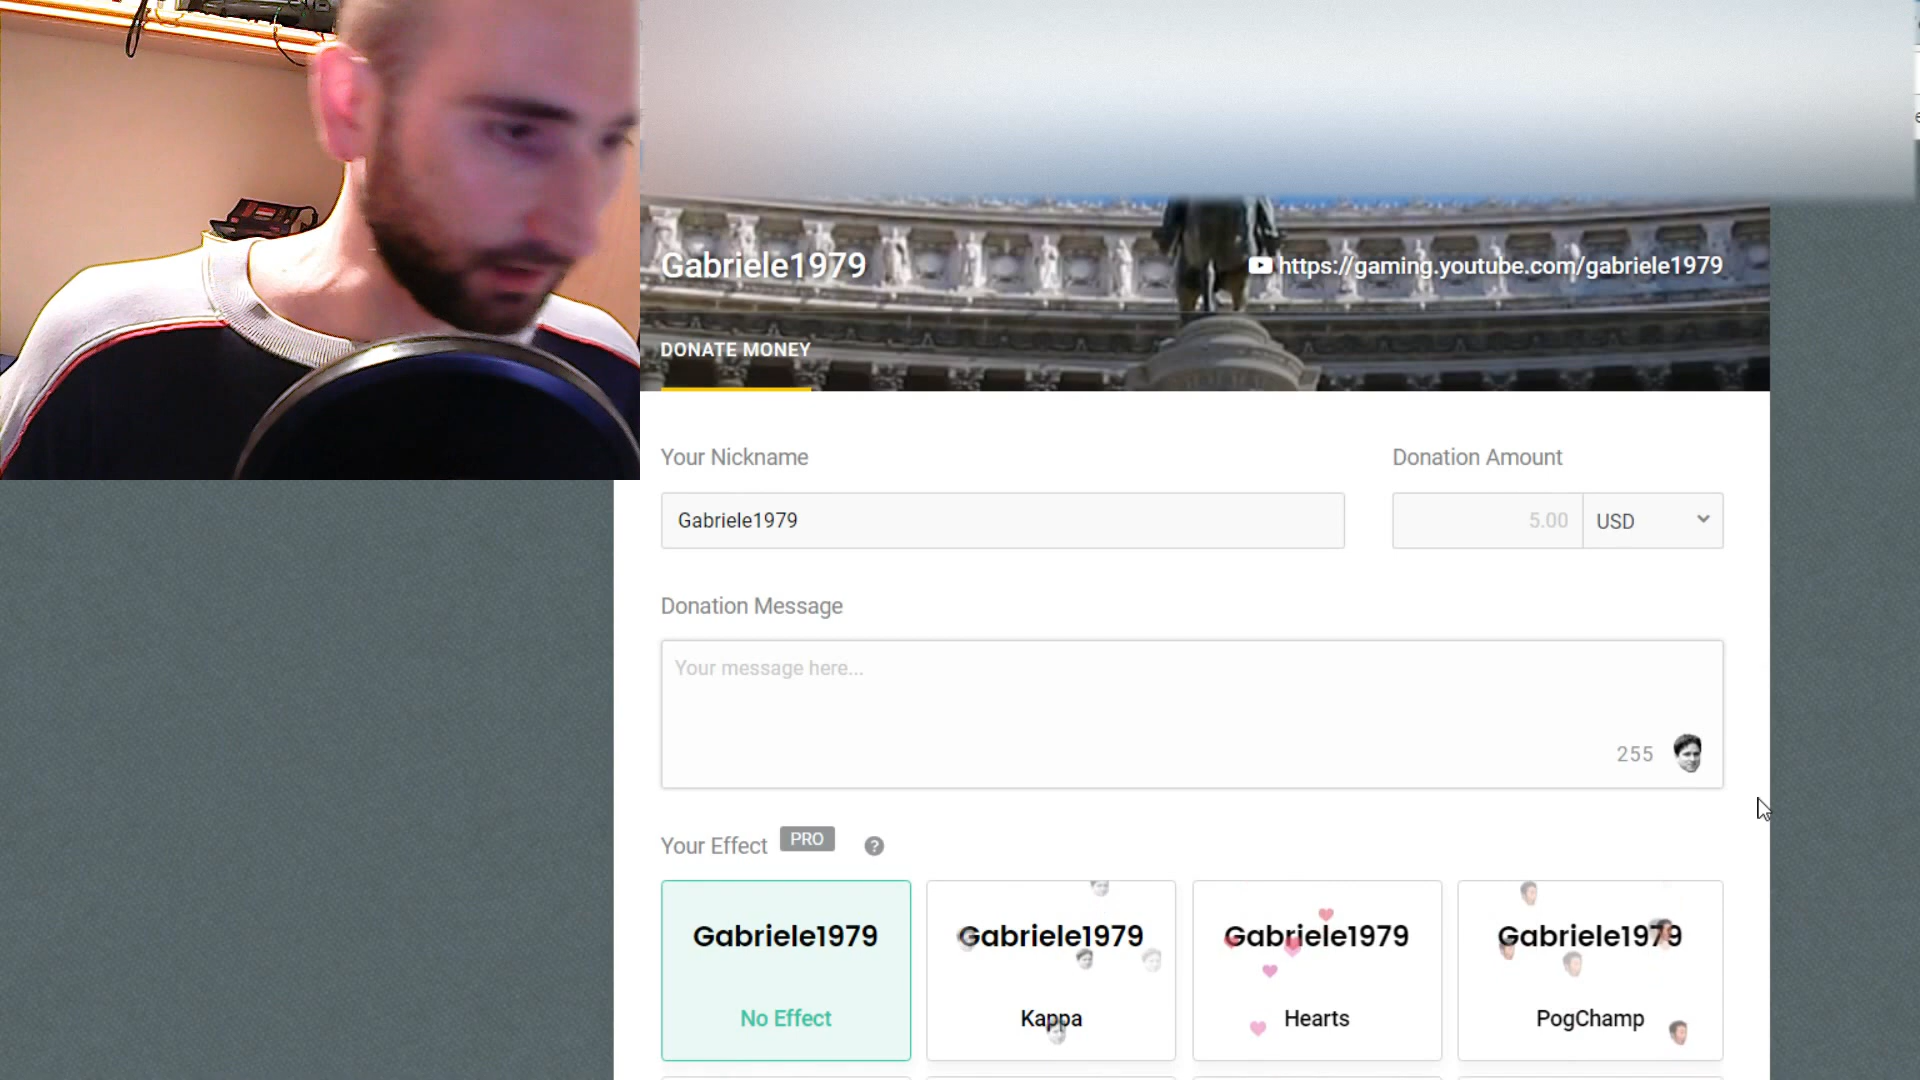 Gabriele1979
https://gaming.youtube.com/gabriele1979
DONATE MONEY
Your Nickname
Donation Amount
Gabriele1979
5.00
USD
Donation Message
Your message here...
255
Your Effect
PRO
?
Gabriele1979
Gabriele1979
Gabriele1979
Gabriele1979
No Effect
Kappa
Hearts
PogChamp